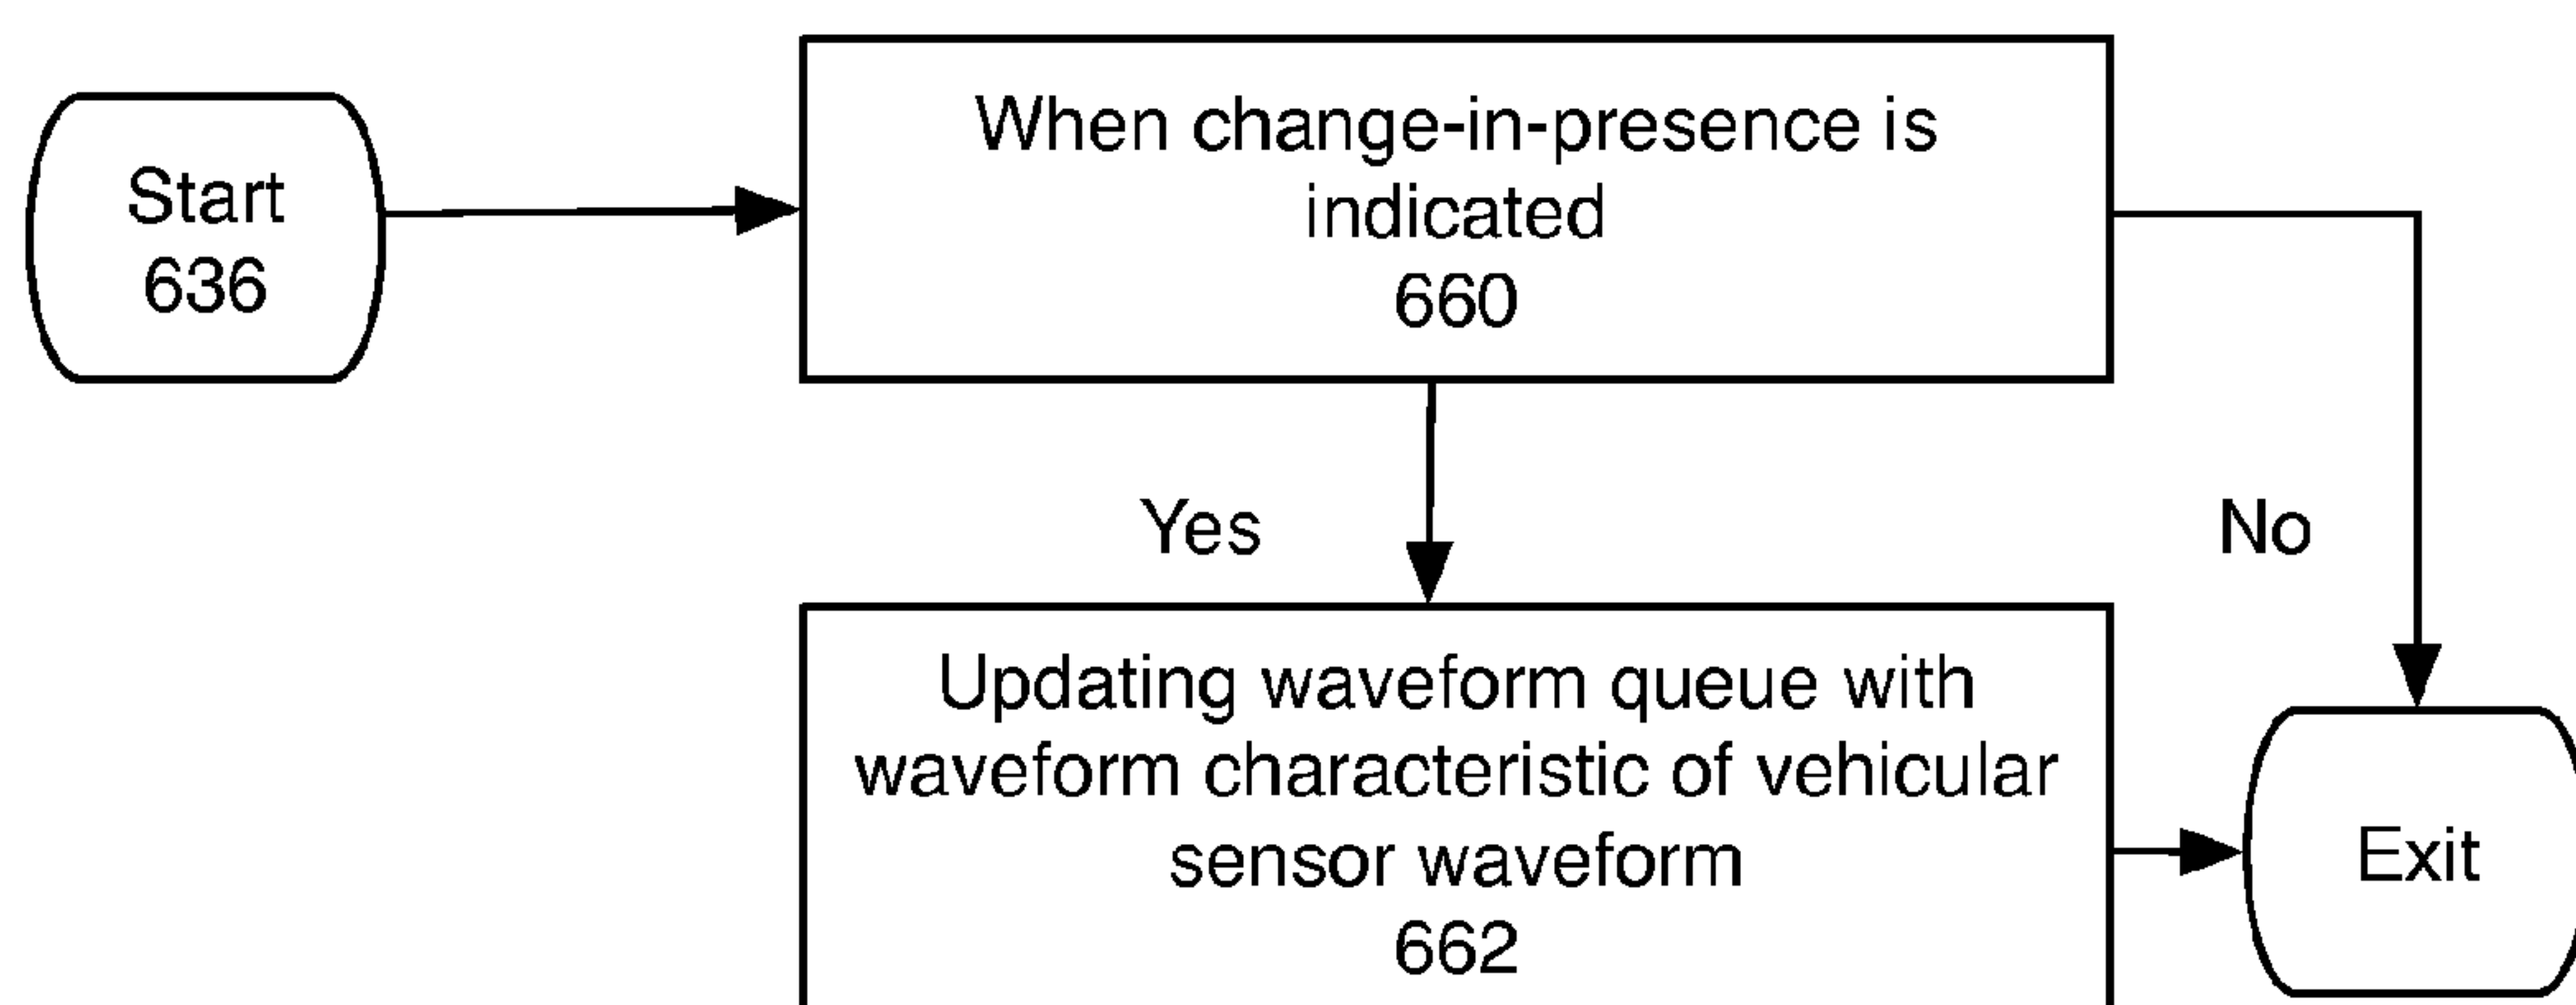 Start
636
When change-in-presence is
indicated
660
Yes
No
Updating waveform queue with
waveform characteristic of vehicular
sensor waveform
662
Exit